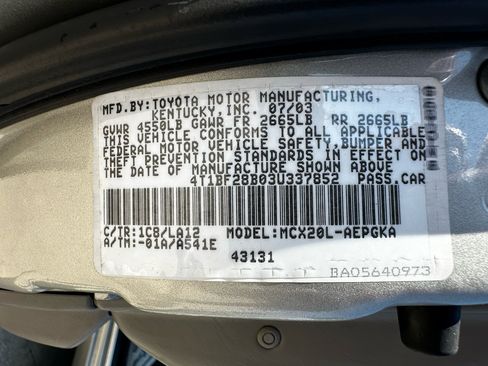 MFD.BY:TOYOTA MOTOR MANUFACTURING,
KENTUCKY,INC. 07/03
GVWR 4550LB GAWR FR 2665LB RR 2665LB
THIS VEHICLE CONFORMS TO ALL APPLICABLE
FEDERAL MOTOR VEHICLE SAFETY,BUMPER AND
THEFT PREVENTION STANDARDS IN EFFECT ON
THE DATE OF MANUFACTURE SHOWN ABOVE
4T1BF28B03U337852 PASS.CAR
C/TR:1C8/LA12 MODEL:MCX20L-AEPGKA
A/TM:-01A/A541E
43131
BA05640973